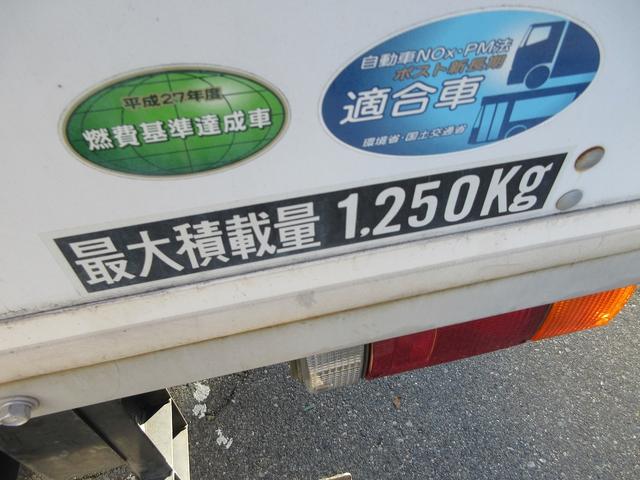 平成27年度
燃費基準達成車
自動車NOx・PM法
ポスト新長期
適合車
環境省・国土交通省
最大積載量 1.250Kg